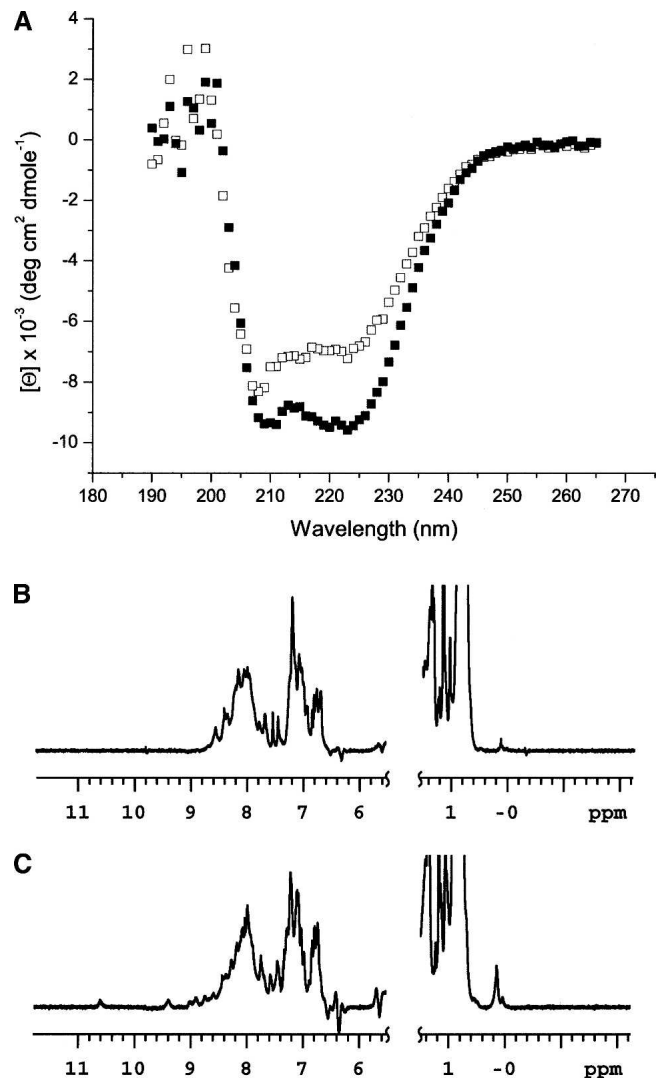 A
4
2
0
-2
-4
-6
-8
-10
[Θ] x 10⁻³ (deg cm² dmole⁻¹)
180 190 200 210 220 230 240 250 260 270
Wavelength (nm)
B
11 10 9 8 7 6 1 -0 ppm
C
11 10 9 8 7 6 1 -0 ppm